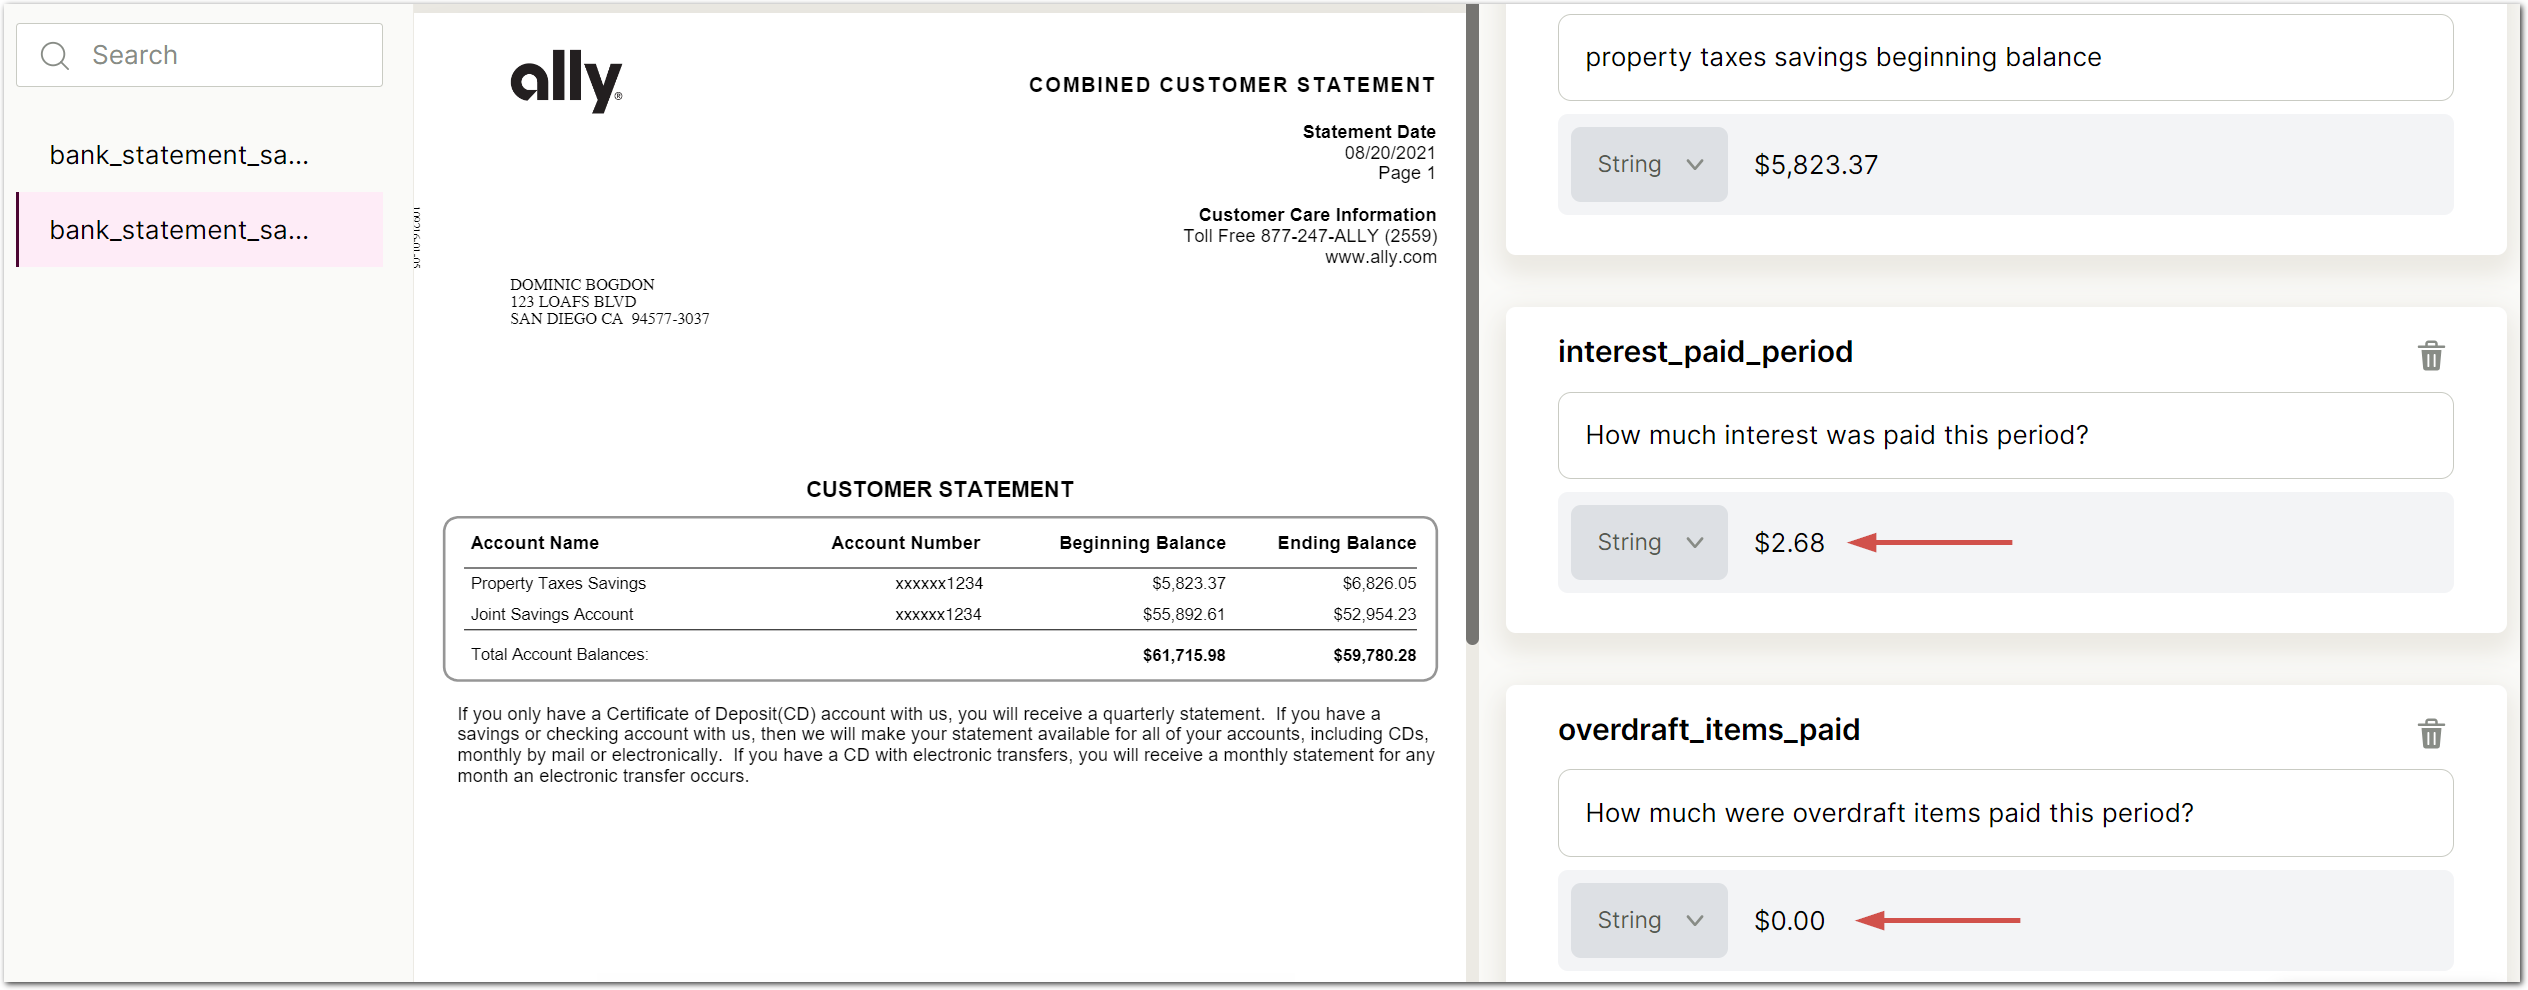 Search
bank_statement_sa...
bank_statement_sa...
ally®
COMBINED CUSTOMER STATEMENT
Statement Date
08/20/2021
Page 1
Customer Care Information
Toll Free 877-247-ALLY (2559)
www.ally.com
DOMINIC BOGDON
123 LOAFS BLVD
SAN DIEGO CA 94577-3037
CUSTOMER STATEMENT
Account Name Account Number Beginning Balance Ending Balance
Property Taxes Savings xxxxxx1234 $5,823.37 $6,826.05
Joint Savings Account xxxxxx1234 $55,892.61 $52,954.23
Total Account Balances: $61,715.98 $59,780.28
If you only have a Certificate of Deposit(CD) account with us, you will receive a quarterly statement. If you have a
savings or checking account with us, then we will make your statement available for all of your accounts, including CDs,
monthly by mail or electronically. If you have a CD with electronic transfers, you will receive a monthly statement for any
month an electronic transfer occurs.
property taxes savings beginning balance
String $5,823.37
interest_paid_period
How much interest was paid this period?
String $2.68
overdraft_items_paid
How much were overdraft items paid this period?
String $0.00